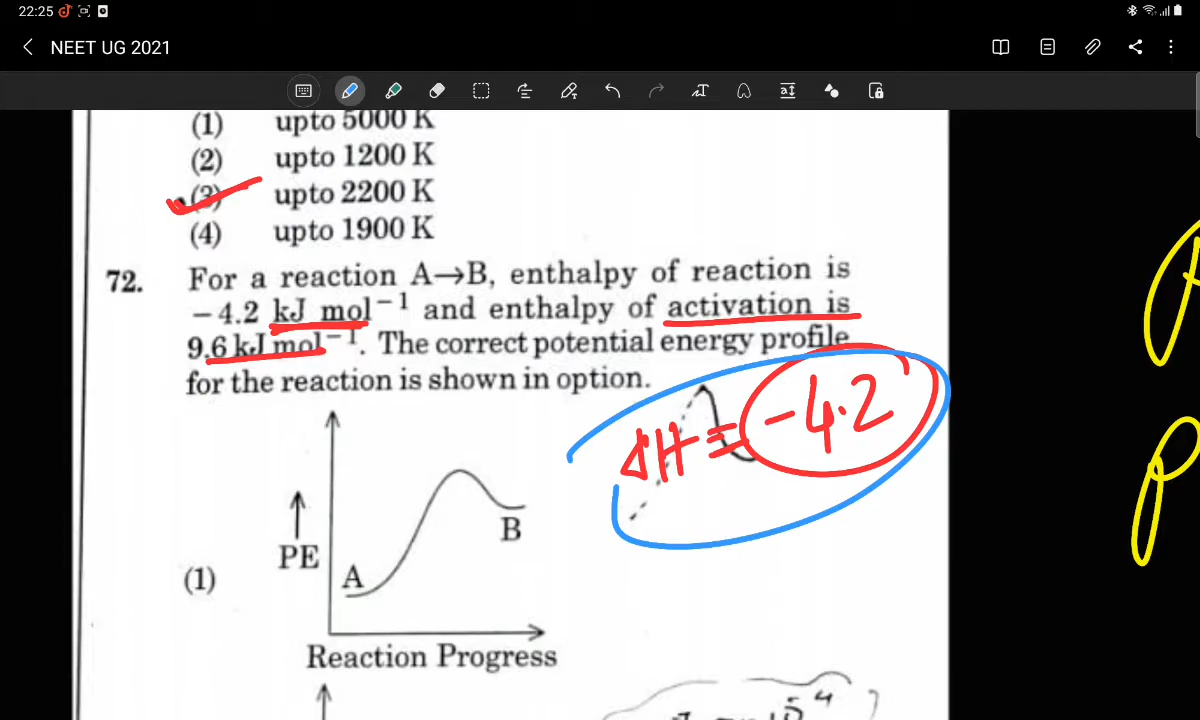 22:25
NEET UG 2021
(1) upto 5000 K
(2) upto 1200 K
(3) upto 2200 K
(4) upto 1900 K
72. For a reaction A→B, enthalpy of reaction is
−4.2 kJ mol⁻¹ and enthalpy of activation is
9.6 kJ mol⁻¹. The correct potential energy profile
for the reaction is shown in option.
ΔH = -4.2
PE
A
B
(1)
Reaction Progress